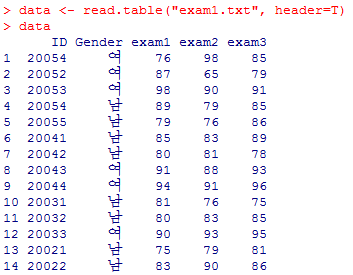 > data <- read.table("exam1.txt", header=T)
> data
ID Gender exam1 exam2 exam3
1 20054 여 76 98 85
2 20052 여 87 65 79
3 20053 여 98 90 91
4 20054 남 89 79 85
5 20055 남 79 76 86
6 20041 남 85 83 89
7 20042 남 80 81 78
8 20043 여 91 88 93
9 20044 여 94 91 96
10 20031 남 81 76 75
11 20032 남 80 83 85
12 20033 여 90 93 95
13 20021 남 75 79 81
14 20022 남 83 90 86